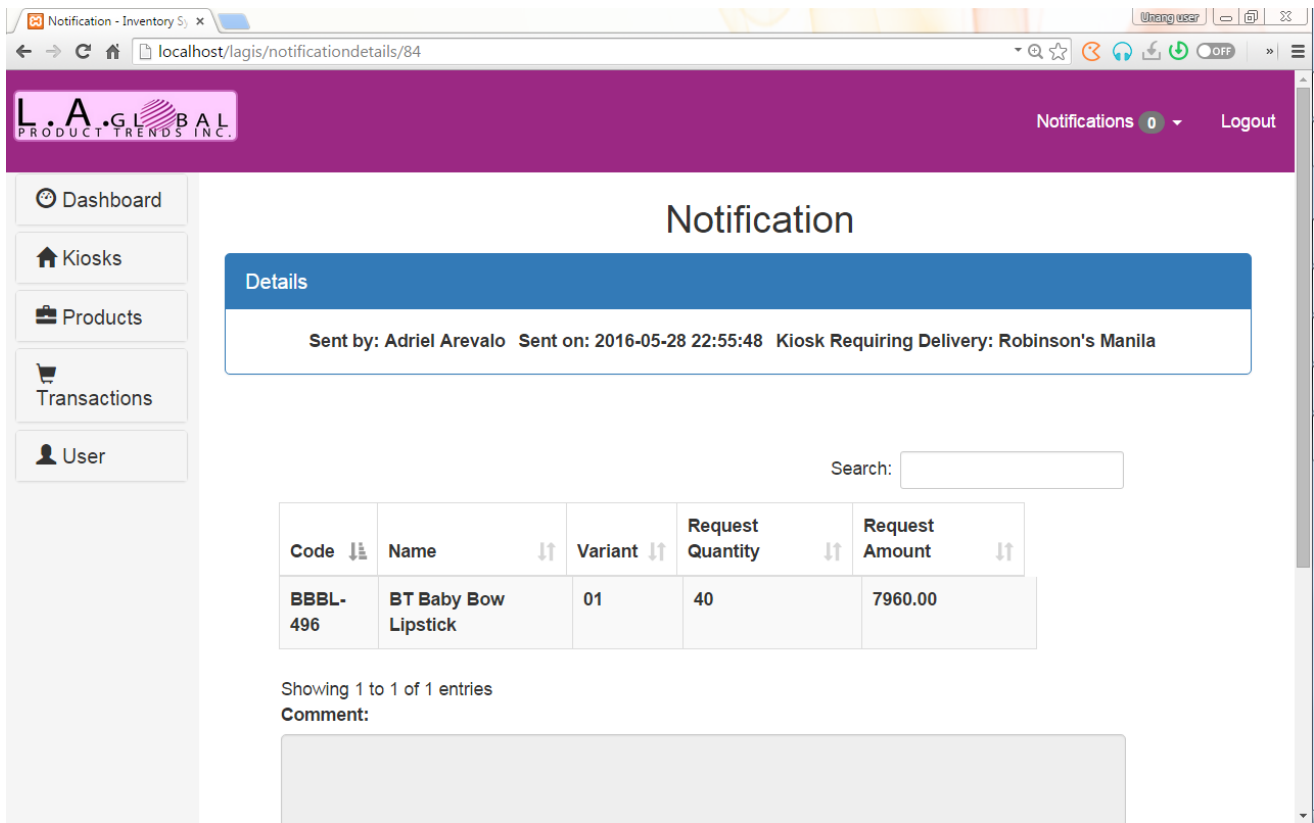 Notification - Inventory Sy
Unang user
localhost/lagis/notificationdetails/84
OFF
»
L.A.GLOBAL
PRODUCT TRENDS INC.
Notifications 0
Logout
Dashboard
Kiosks
Products
Transactions
User
Notification
Details
Sent by: Adriel Arevalo Sent on: 2016-05-28 22:55:48 Kiosk Requiring Delivery: Robinson's Manila
Search:
Code Name Variant Request Quantity Request Amount
BBBL-496 BT Baby Bow Lipstick 01 40 7960.00
Showing 1 to 1 of 1 entries
Comment: